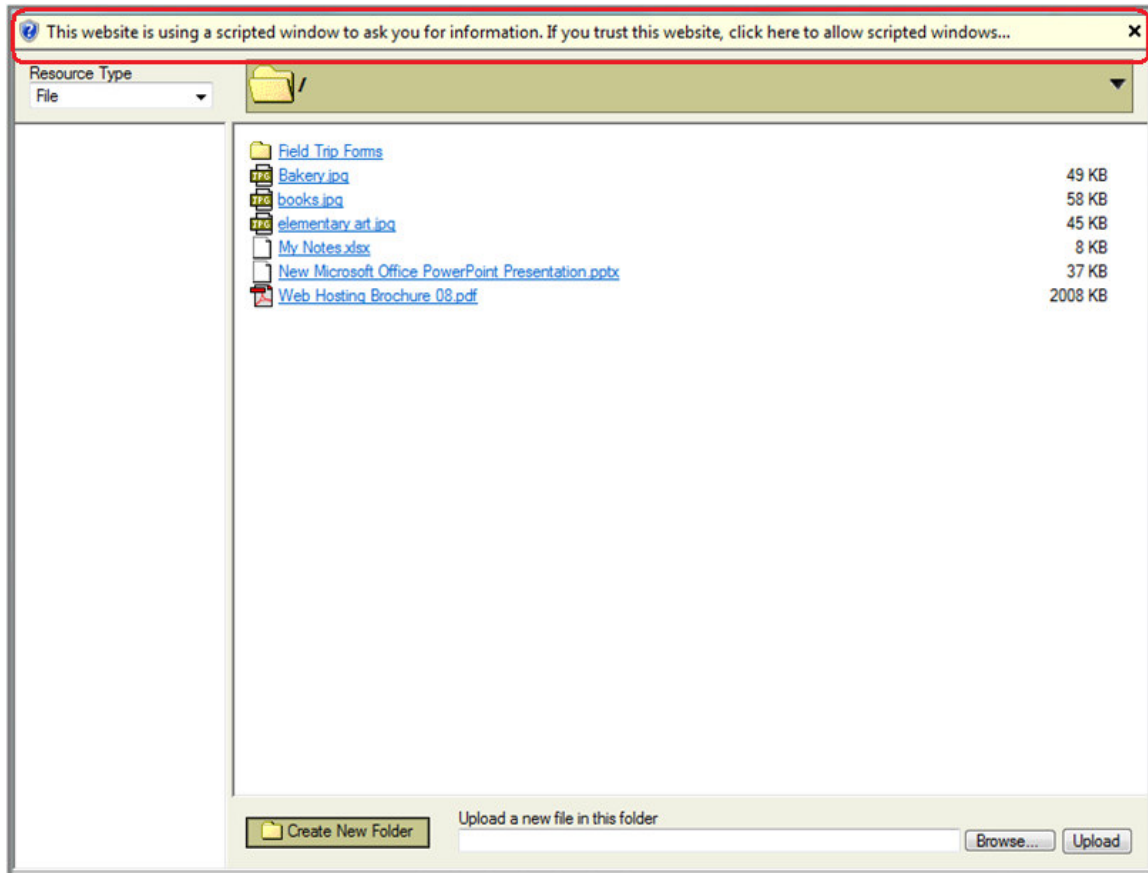 This website is using a scripted window to ask you for information. If you trust this website, click here to allow scripted windows...
Resource Type
File
/
Field Trip Forms
Bakery.jpg 49 KB
books.jpg 58 KB
elementary art.jpg 45 KB
My Notes.xlsx 8 KB
New Microsoft Office PowerPoint Presentation.pptx 37 KB
Web Hosting Brochure 08.pdf 2008 KB
Upload a new file in this folder
Create New Folder
Browse... Upload